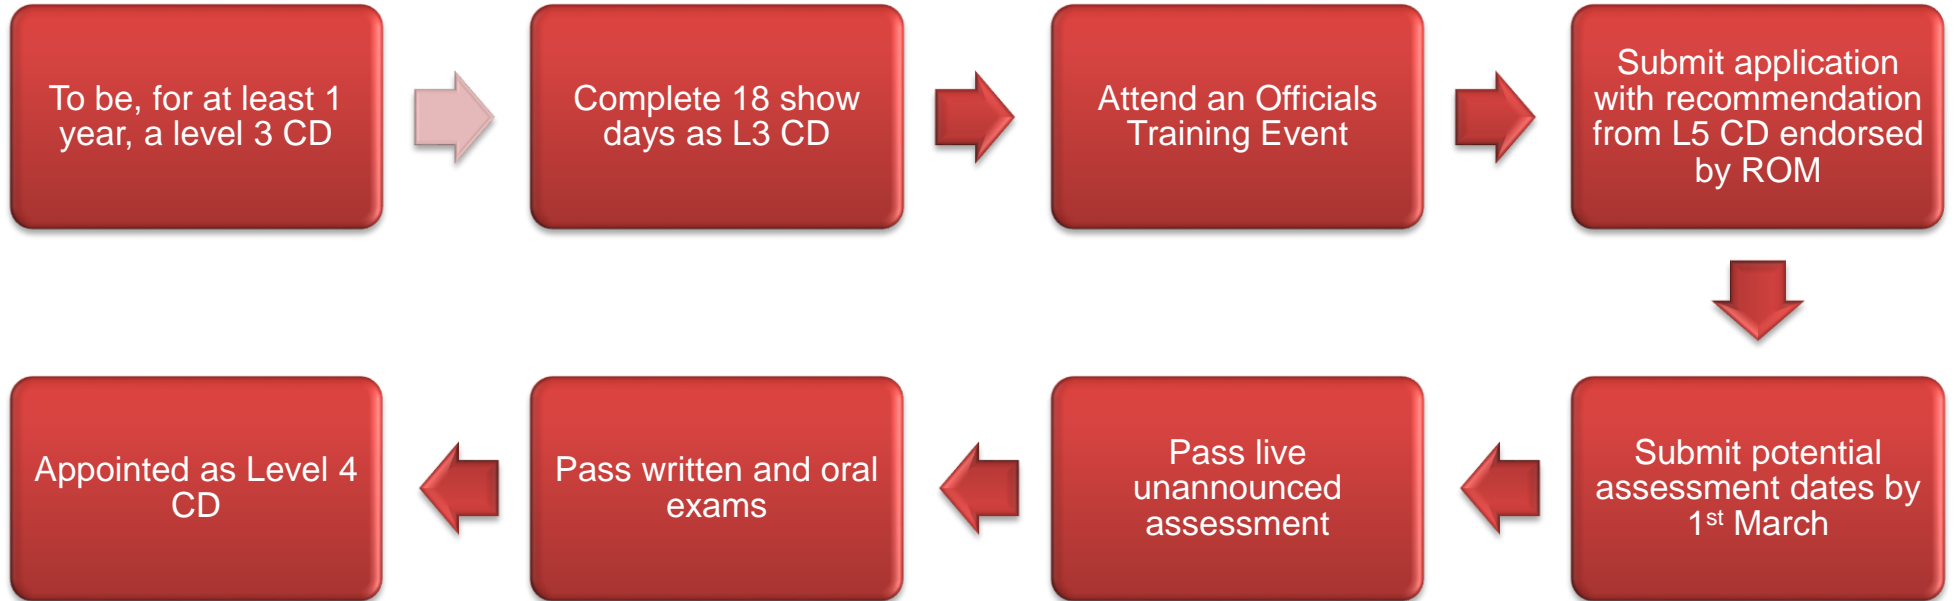 To be, for at least 1
year, a level 3 CD
Complete 18 show
days as L3 CD
Attend an Officials
Training Event
Submit application
with recommendation
from L5 CD endorsed
by ROM
Submit potential
assessment dates by
1st March
Pass live
unannounced
assessment
Pass written and oral
exams
Appointed as Level 4
CD